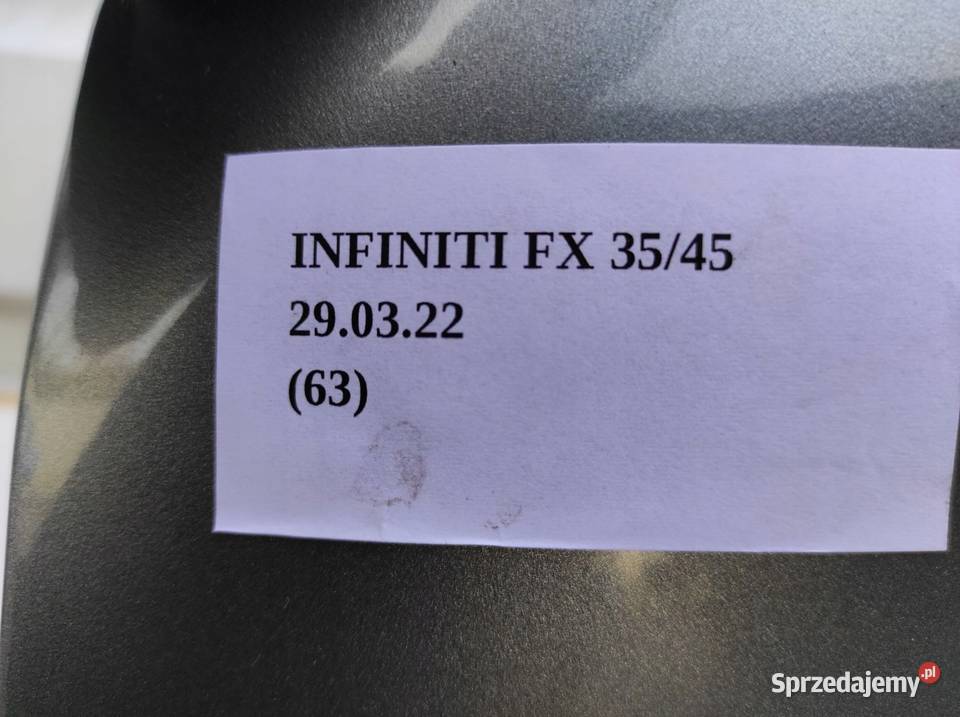 INFINITI FX 35/45
29.03.22
(63)
Sprzedajemy.pl